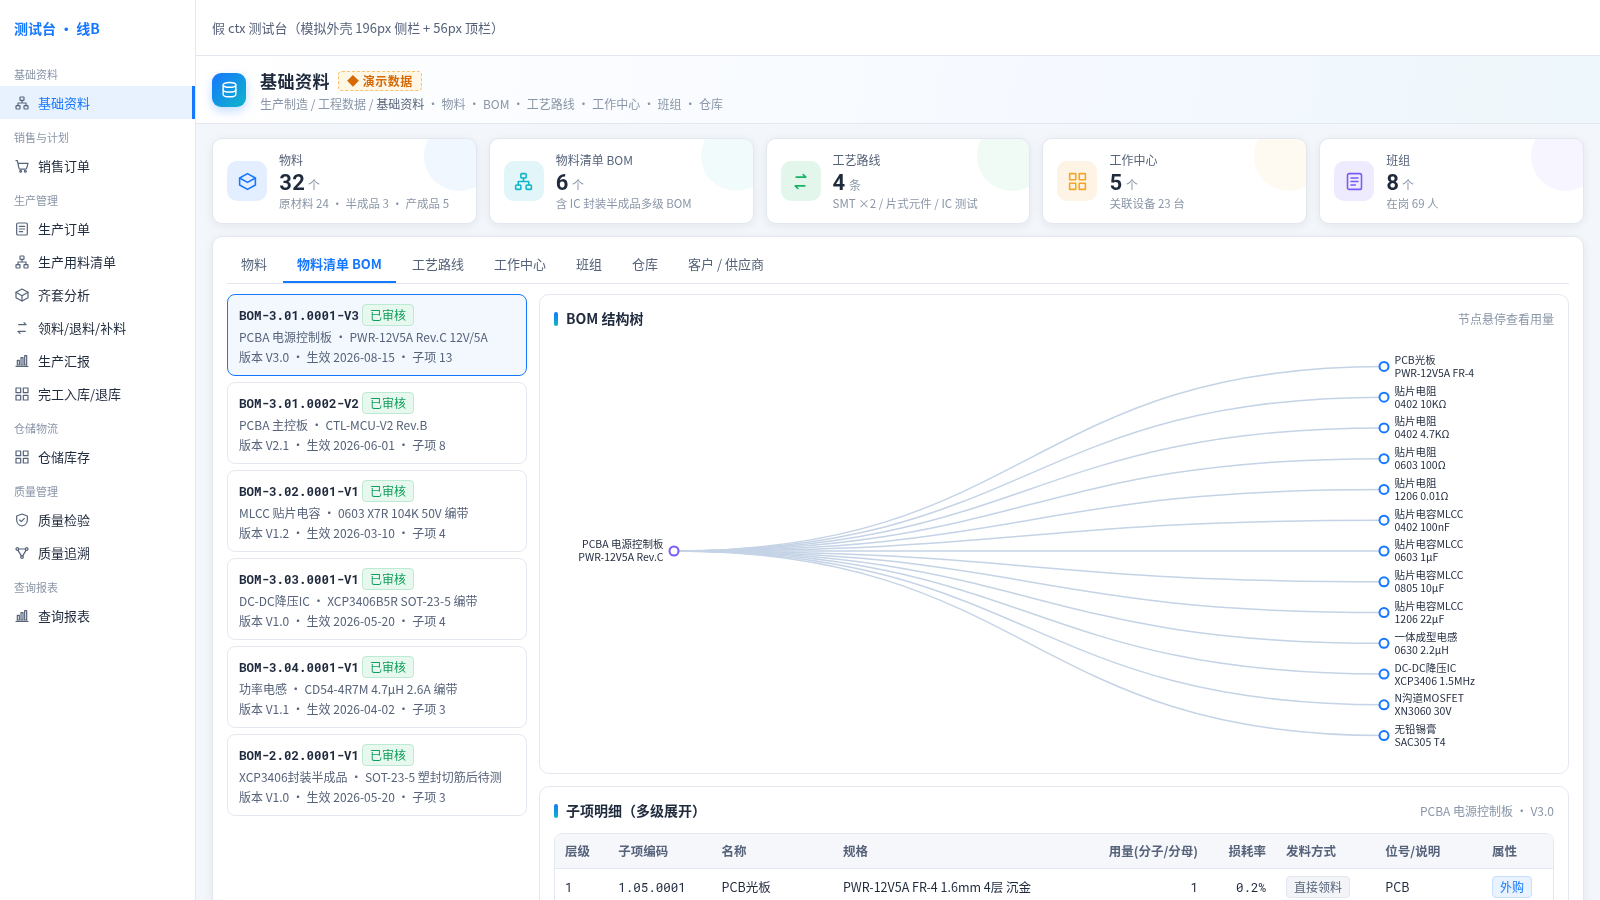 测试台 · 线B
基础资料
基础资料
销售与计划
销售订单
生产管理
生产订单
生产用料清单
齐套分析
领料/退料/补料
生产汇报
完工入库/退库
仓储物流
仓储库存
质量管理
质量检验
质量追溯
查询报表
查询报表
假 ctx 测试台（模拟外壳 196px 侧栏 + 56px 顶栏）
基础资料 ◆ 演示数据
生产制造 / 工程数据 / 基础资料 · 物料 · BOM · 工艺路线 · 工作中心 · 班组 · 仓库
物料
32 个
原材料 24 · 半成品 3 · 产成品 5
物料清单 BOM
6 个
含 IC 封装半成品多级 BOM
工艺路线
4 条
SMT ×2 / 片式元件 / IC 测试
工作中心
5 个
关联设备 23 台
班组
8 个
在岗 69 人
物料 物料清单 BOM 工艺路线 工作中心 班组 仓库 客户 / 供应商
BOM-3.01.0001-V3 已审核
PCBA 电源控制板 · PWR-12V5A Rev.C 12V/5A
版本 V3.0 · 生效 2026-08-15 · 子项 13
BOM-3.01.0002-V2 已审核
PCBA 主控板 · CTL-MCU-V2 Rev.B
版本 V2.1 · 生效 2026-06-01 · 子项 8
BOM-3.02.0001-V1 已审核
MLCC 贴片电容 · 0603 X7R 104K 50V 编带
版本 V1.2 · 生效 2026-03-10 · 子项 4
BOM-3.03.0001-V1 已审核
DC-DC降压IC · XCP3406B5R SOT-23-5 编带
版本 V1.0 · 生效 2026-05-20 · 子项 4
BOM-3.04.0001-V1 已审核
功率电感 · CD54-4R7M 4.7μH 2.6A 编带
版本 V1.1 · 生效 2026-04-02 · 子项 3
BOM-2.02.0001-V1 已审核
XCP3406封装半成品 · SOT-23-5 塑封切筋后待测
版本 V1.0 · 生效 2026-05-20 · 子项 3
BOM 结构树 节点悬停查看用量
PCBA 电源控制板
PWR-12V5A Rev.C
PCB光板
PWR-12V5A FR-4
贴片电阻
0402 10KΩ
贴片电阻
0402 4.7KΩ
贴片电阻
0603 100Ω
贴片电阻
1206 0.01Ω
贴片电容MLCC
0402 100nF
贴片电容MLCC
0603 1μF
贴片电容MLCC
0805 10μF
贴片电容MLCC
1206 22μF
一体成型电感
0630 2.2μH
DC-DC降压IC
XCP3406 1.5MHz
N沟道MOSFET
XN3060 30V
无铅锡膏
SAC305 T4
子项明细（多级展开） PCBA 电源控制板 · V3.0
层级 子项编码 名称 规格 用量(分子/分母) 损耗率 发料方式 位号/说明 属性
1 1.05.0001 PCB光板 PWR-12V5A FR-4 1.6mm 4层 沉金 1 0.2% 直接领料 PCB 外购